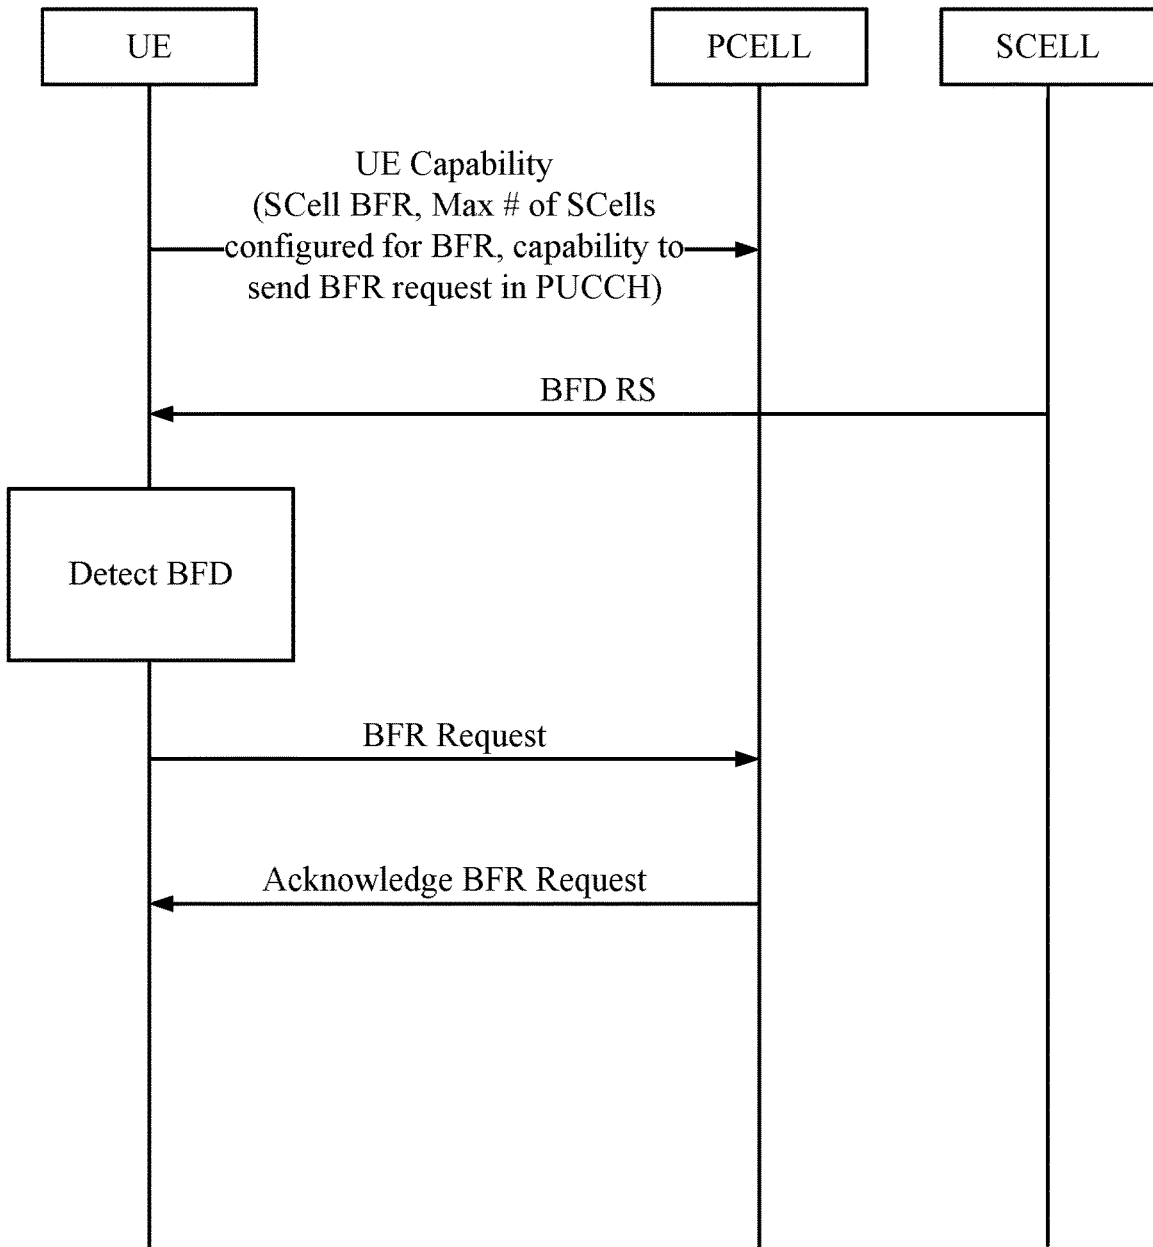 UE
PCELL
SCELL
UE Capability
(SCell BFR, Max # of SCells
configured for BFR, capability to
send BFR request in PUCCH)
BFD RS
Detect BFD
BFR Request
Acknowledge BFR Request